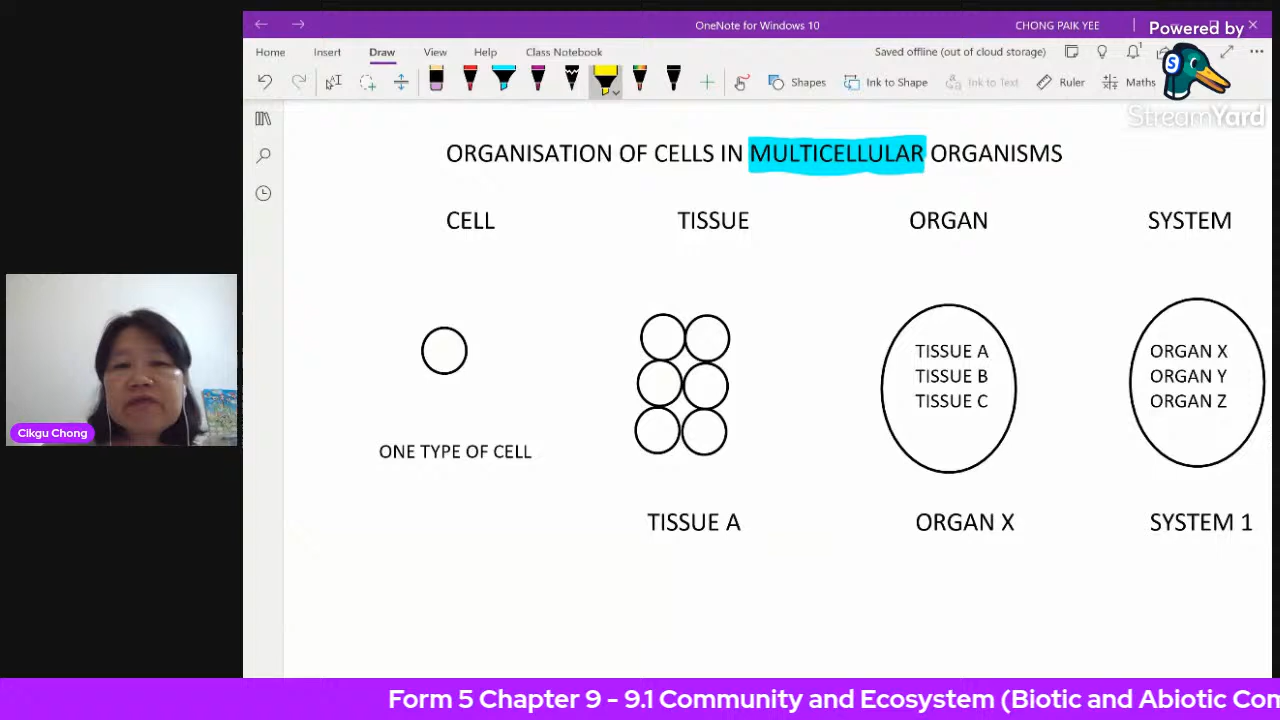 OneNote for Windows 10
CHONG PAIK YEE
Powered by
Home Insert Draw View Help Class Notebook
Saved offline (out of cloud storage)
Shapes Ink to Shape Ink to Text Ruler Maths
S
StreamYard
ORGANISATION OF CELLS IN MULTICELLULAR ORGANISMS
CELL TISSUE ORGAN SYSTEM
TISSUE A
TISSUE B
TISSUE C
ORGAN X
ORGAN Y
ORGAN Z
ONE TYPE OF CELL
TISSUE A ORGAN X SYSTEM 1
Cikgu Chong
Form 5 Chapter 9 - 9.1 Community and Ecosystem (Biotic and Abiotic Con